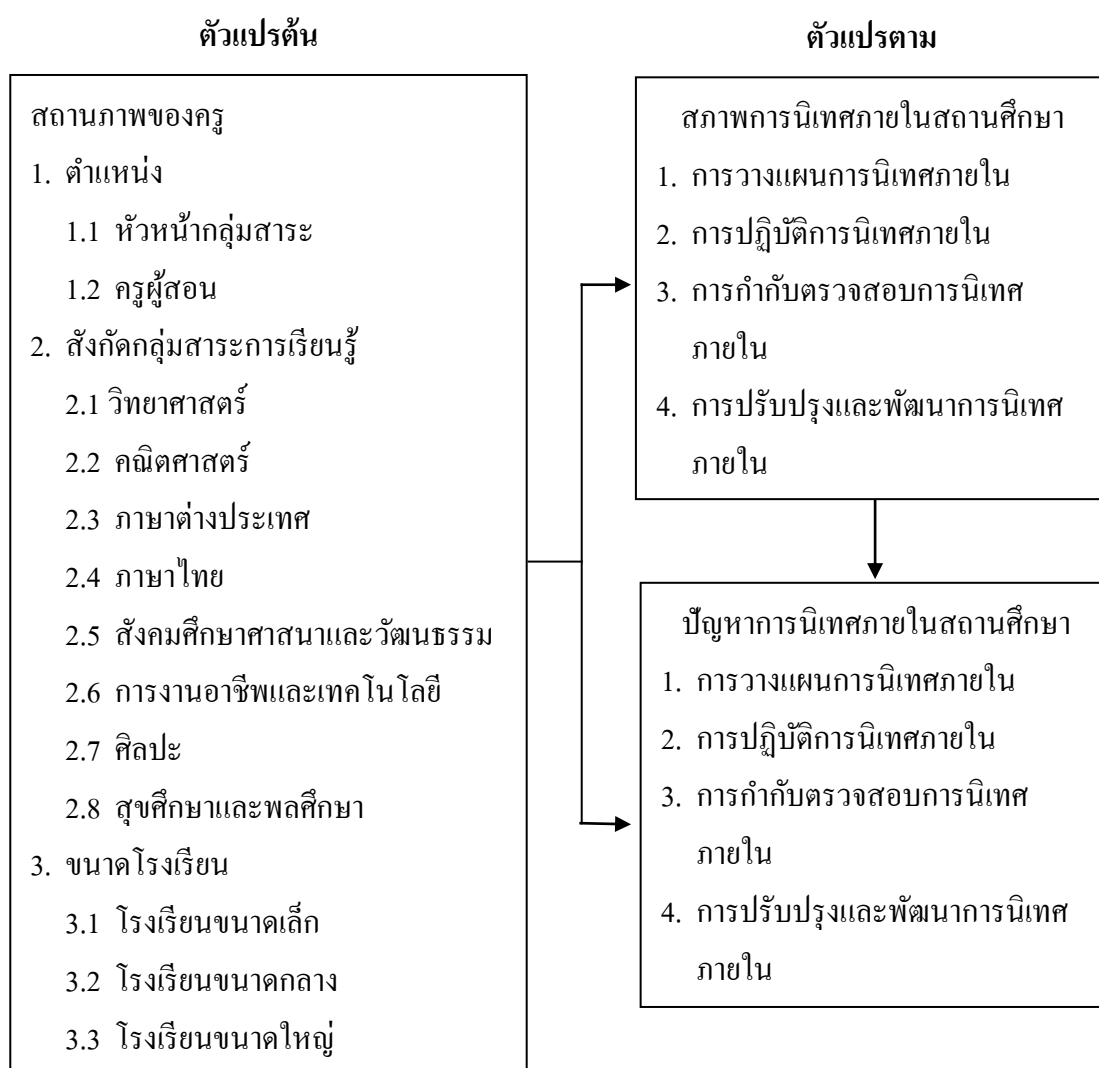 ตัวแปรต้น
สถานภาพของครู
1. ตำแหน่ง
1.1 หัวหน้ากลุ่มสาระ
1.2 ครูผู้สอน
2. สังกัดกลุ่มสาระการเรียนรู้
2.1 วิทยาศาสตร์
2.2 คณิตศาสตร์
2.3 ภาษาต่างประเทศ
2.4 ภาษาไทย
2.5 สังคมศึกษาศาสนาและวัฒนธรรม
2.6 การงานอาชีพและเทคโนโลยี
2.7 ศิลปะ
2.8 สุขศึกษาและพลศึกษา
3. ขนาดโรงเรียน
3.1 โรงเรียนขนาดเล็ก
3.2 โรงเรียนขนาดกลาง
3.3 โรงเรียนขนาดใหญ่
ตัวแปรตาม
สภาพการนิเทศภายในสถานศึกษา
1. การวางแผนการนิเทศภายใน
2. การปฏิบัติการนิเทศภายใน
3. การกำกับตรวจสอบการนิเทศ
ภายใน
4. การปรับปรุงและพัฒนาการนิเทศ
ภายใน
ปัญหาการนิเทศภายในสถานศึกษา
1. การวางแผนการนิเทศภายใน
2. การปฏิบัติการนิเทศภายใน
3. การกำกับตรวจสอบการนิเทศ
ภายใน
4. การปรับปรุงและพัฒนาการนิเทศ
ภายใน